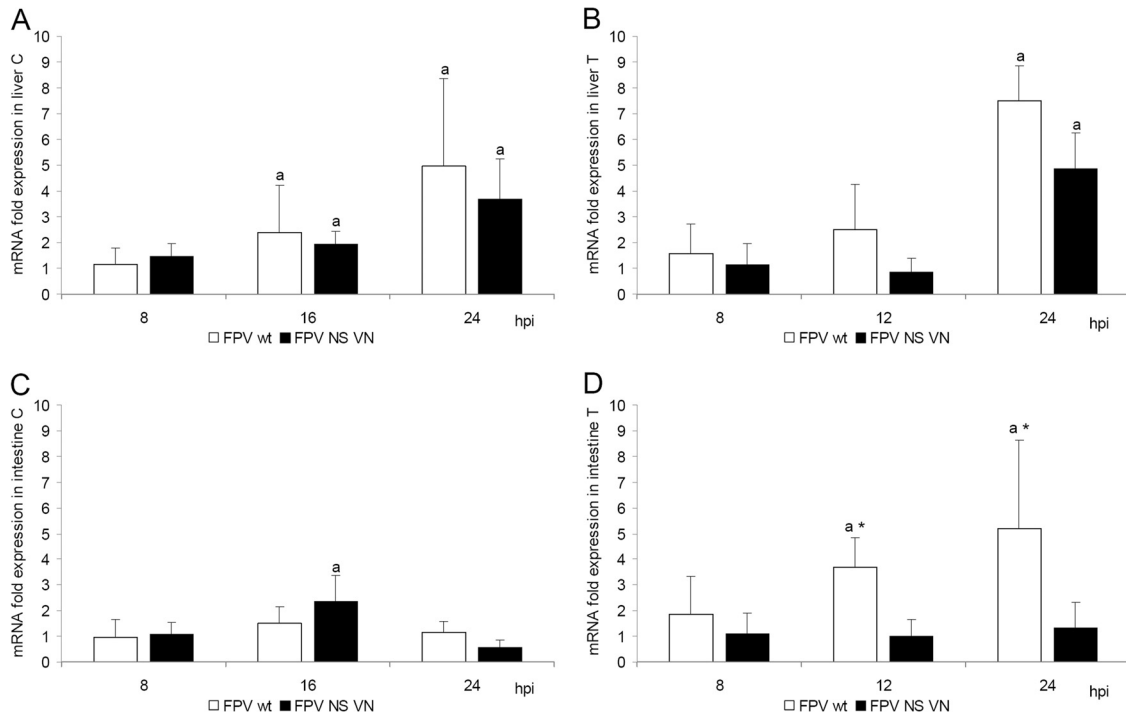 A
mRNA fold expression in liver C
10
9
8
7
6
5
4
3
2
1
0
a
a
a
a
8 16 24 hpi
FPV wt FPV NS VN
B
mRNA fold expression in liver T
10
9
8
7
6
5
4
3
2
1
0
a
a
8 12 24 hpi
FPV wt FPV NS VN
C
mRNA fold expression in intestine C
10
9
8
7
6
5
4
3
2
1
0
a
8 16 24 hpi
FPV wt FPV NS VN
D
mRNA fold expression in intestine T
10
9
8
7
6
5
4
3
2
1
0
a *
a *
8 12 24 hpi
FPV wt FPV NS VN